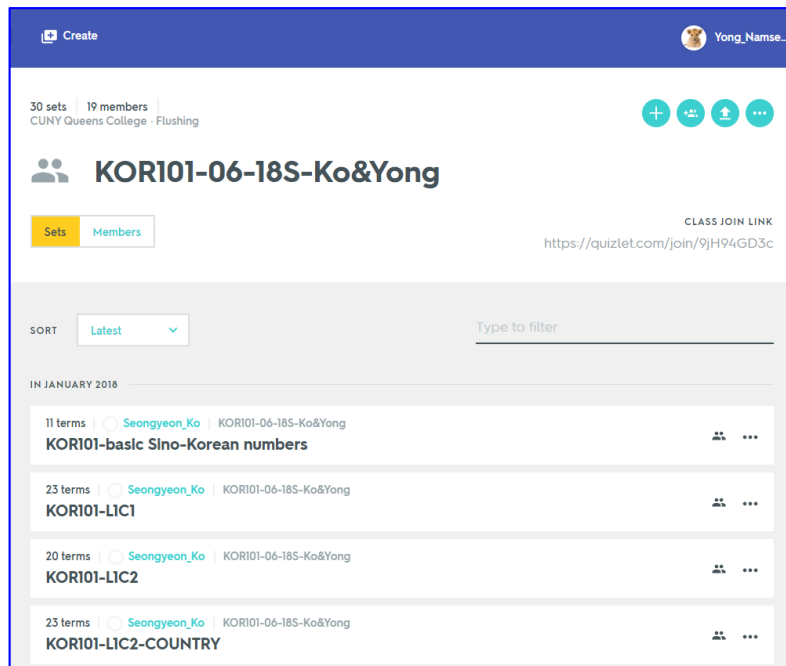 Create
Yong_Namse..
30 sets 19 members
CUNY Queens College - Flushing
KOR101-06-18S-Ko&Yong
Sets Members
CLASS JOIN LINK
https://quizlet.com/join/9jH94GD3c
SORT Latest
Type to filter
IN JANUARY 2018
11 terms Seongyeon_Ko KOR101-06-18S-Ko&Yong
KOR101-basic Sino-Korean numbers
23 terms Seongyeon_Ko KOR101-06-18S-Ko&Yong
KOR101-L1C1
20 terms Seongyeon_Ko KOR101-06-18S-Ko&Yong
KOR101-L1C2
23 terms Seongyeon_Ko KOR101-06-18S-Ko&Yong
KOR101-L1C2-COUNTRY